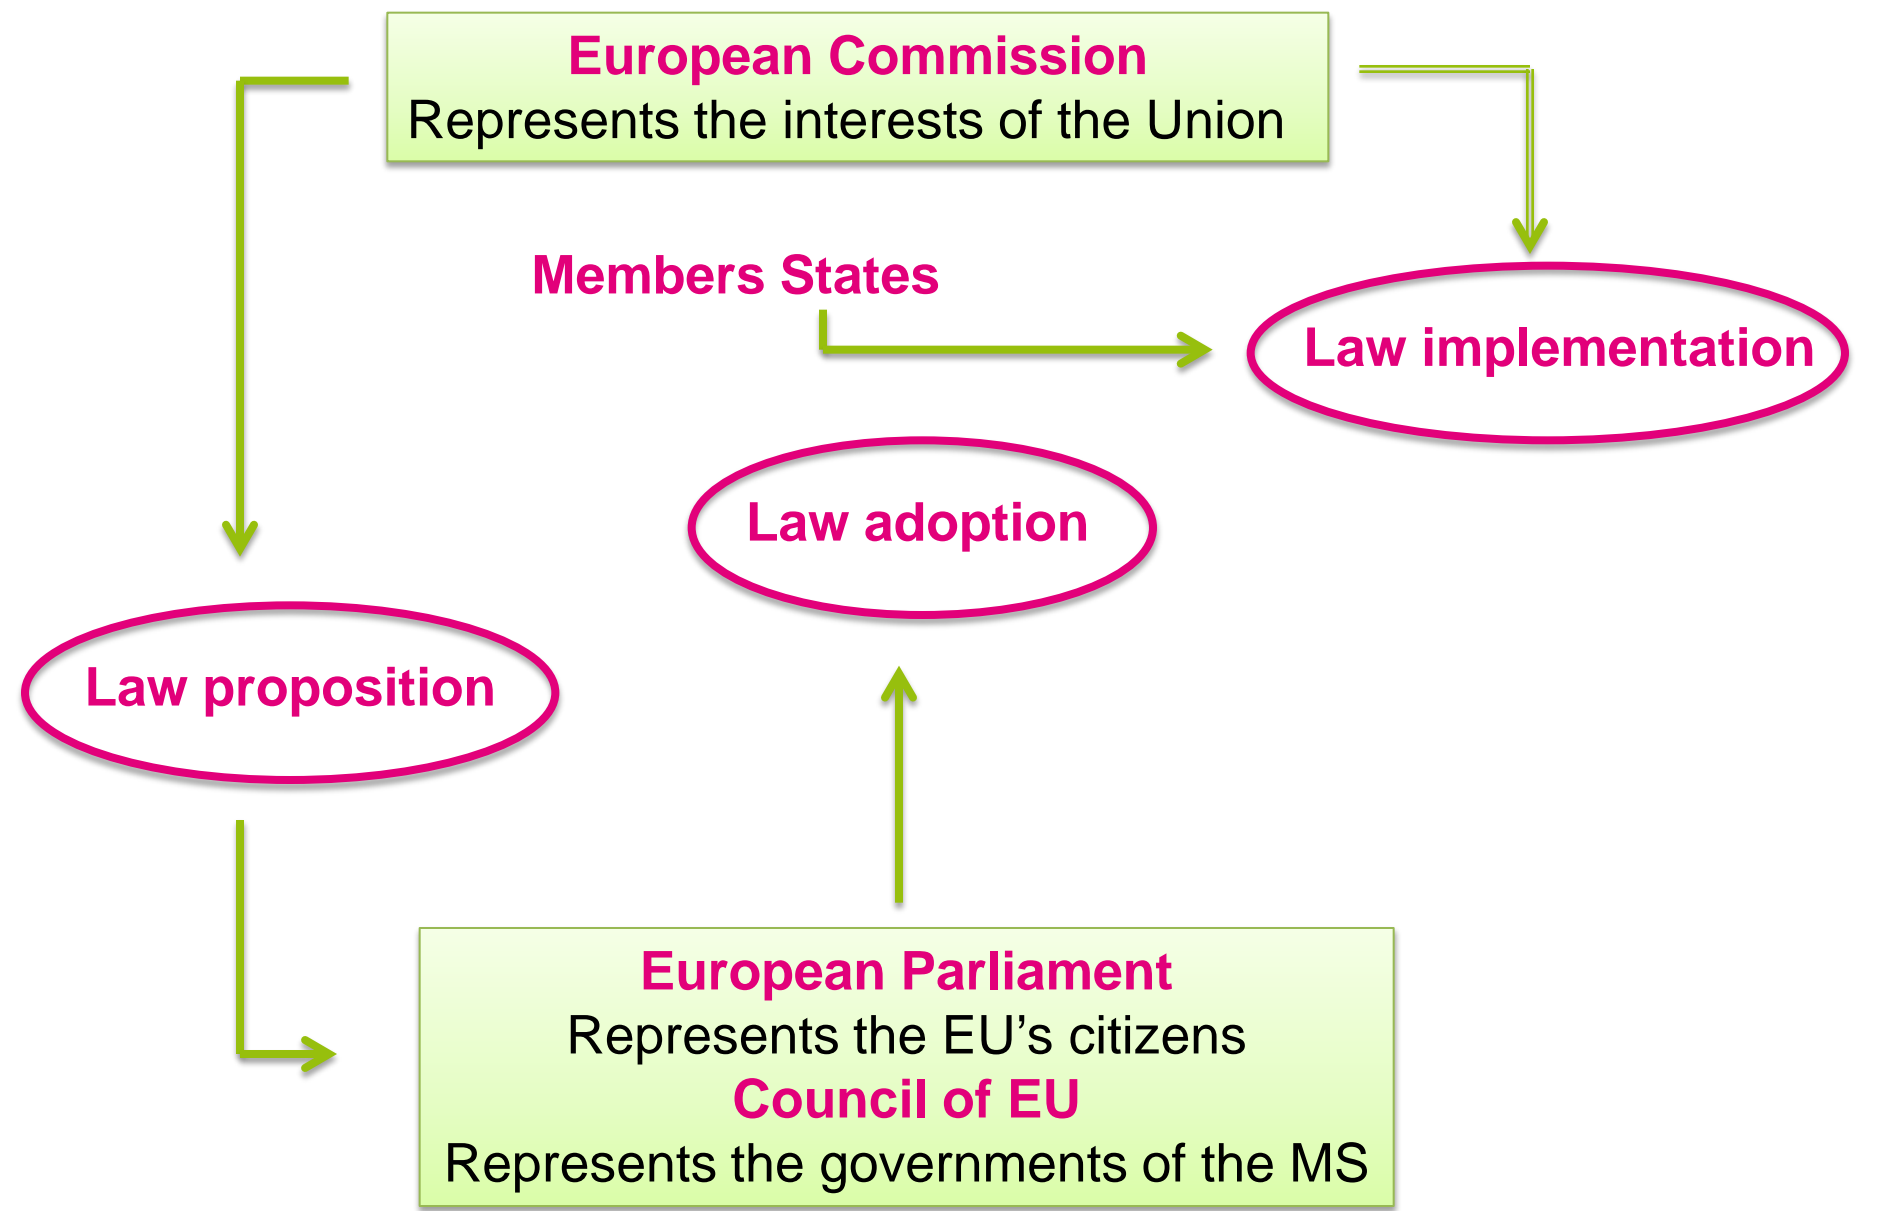 European Commission
Represents the interests of the Union
Members States
Law implementation
Law adoption
Law proposition
European Parliament
Represents the EU’s citizens
Council of EU
Represents the governments of the MS